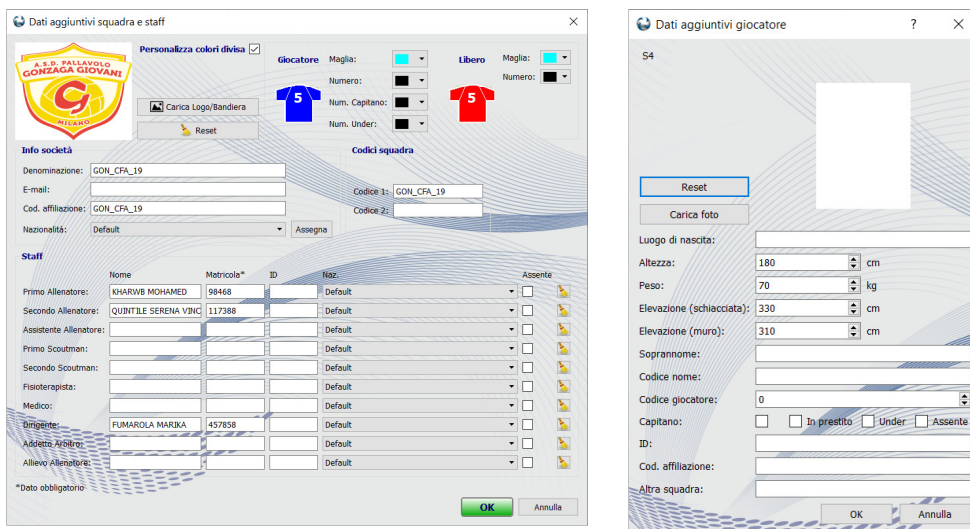 Dati aggiuntivi squadra e staff
A.S.D. PALLAVOLO
GONZAGA GIOVANI
G
MILANO
Personalizza colori divisa
Carica Logo/Bandiera
Reset
Giocatore Maglia:
Numero:
5
Num. Capitano:
Num. Under:
Libero Maglia:
Numero:
5
Info società
Denominazione: GON_CFA_19
E-mail:
Cod. affiliazione: GON_CFA_19
Nazionalità: Default Assegna
Codici squadra
Codice 1: GON_CFA_19
Codice 2:
Staff
Nome Matricola* ID Naz. Assente
Primo Allenatore: KHARWB MOHAMED 98468 Default
Secondo Allenatore: QUINTILE SERENA VINC 117388 Default
Assistente Allenatore: Default
Primo Scoutman: Default
Secondo Scoutman: Default
Fisioterapista: Default
Medico: Default
Dirigente: FUMAROLA MARIKA 457858 Default
Addetto Arbitro: Default
Allievo Allenatore: Default
*Dato obbligatorio
OK Annulla
Dati aggiuntivi giocatore ? ×
S4
Reset
Carica foto
Luogo di nascita:
Altezza: 180 cm
Peso: 70 kg
Elevazione (schiacciata): 330 cm
Elevazione (muro): 310 cm
Soprannome:
Codice nome:
Codice giocatore: 0
Capitano: In prestito Under Assente
ID:
Cod. affiliazione:
Altra squadra:
OK Annulla